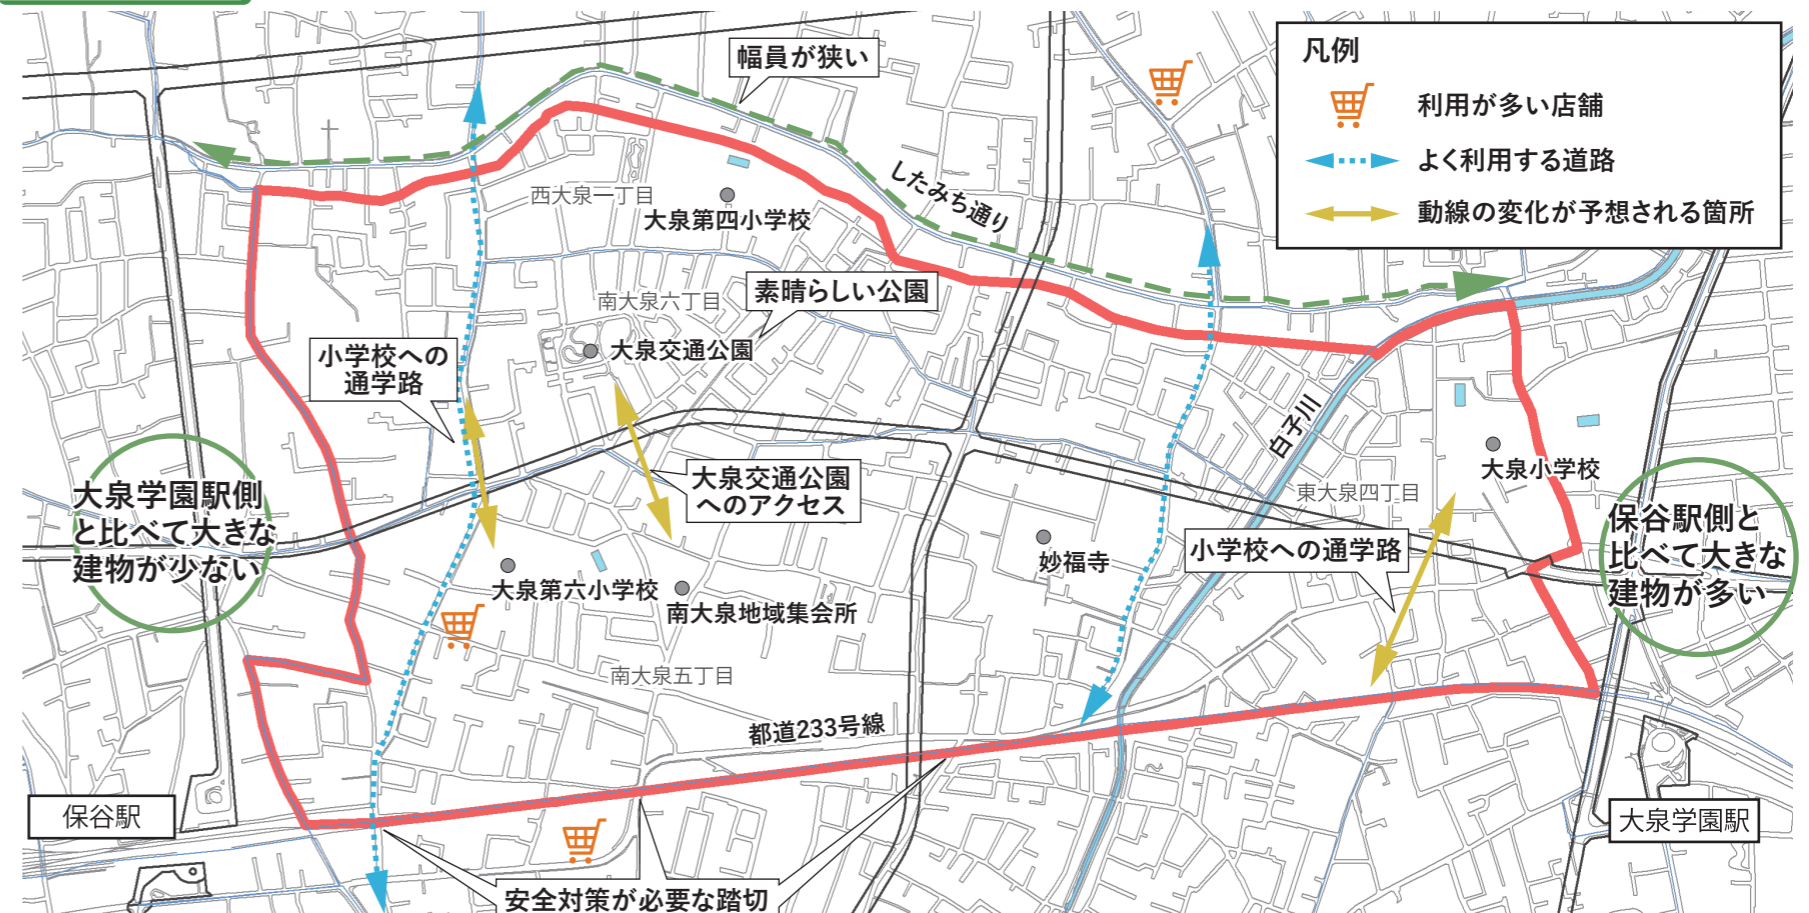 凡例
利用が多い店舗
よく利用する道路
動線の変化が予想される箇所
幅員が狭い
したみち通り
西大泉一丁目
大泉第四小学校
素晴らしい公園
南大泉六丁目
大泉交通公園
小学校への
通学路
大泉交通公園
へのアクセス
白子川
大泉小学校
東大泉四丁目
大泉学園駅側
と比べて大きな
建物が少ない
保谷駅側と
比べて大きな
建物が多い
妙福寺
小学校への通学路
大泉第六小学校
南大泉地域集会所
南大泉五丁目
都道233号線
保谷駅
大泉学園駅
安全対策が必要な踏切